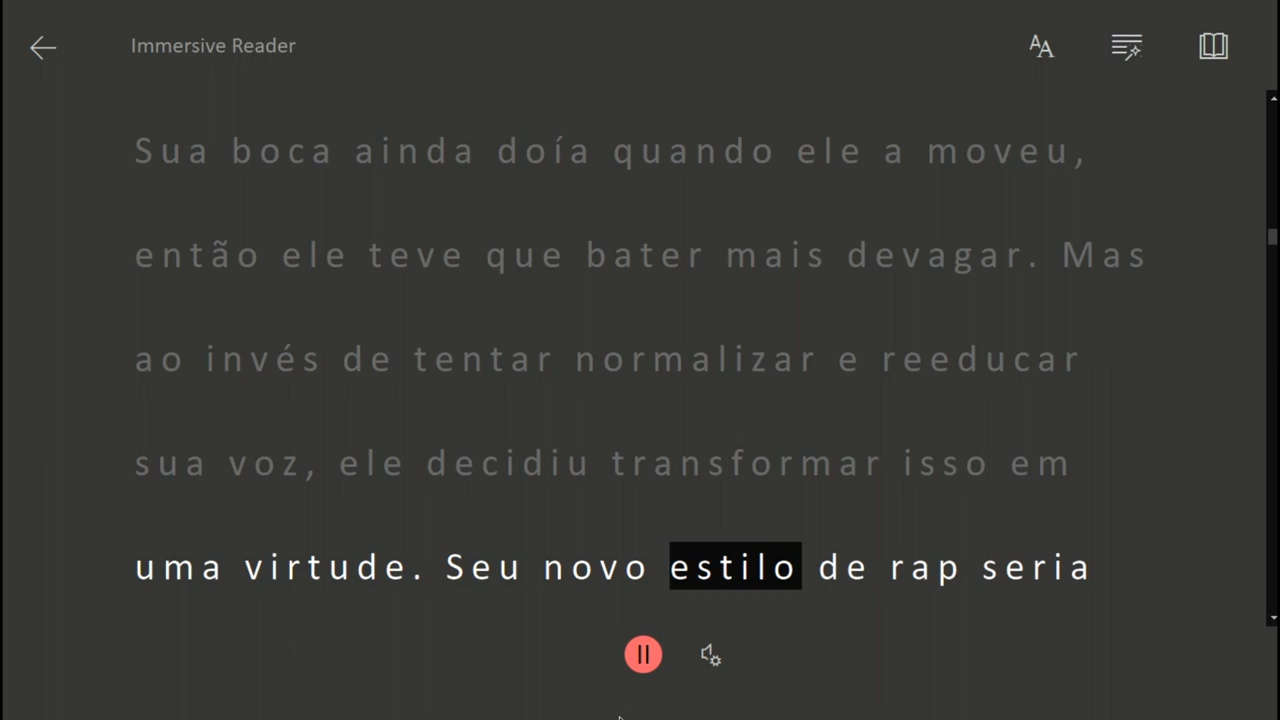 Immersive Reader
Sua boca ainda doía quando ele a moveu,
então ele teve que bater mais devagar. Mas
ao invés de tentar normalizar e reeducar
sua voz, ele decidiu transformar isso em
uma virtude. Seu novo estilo de rap seria